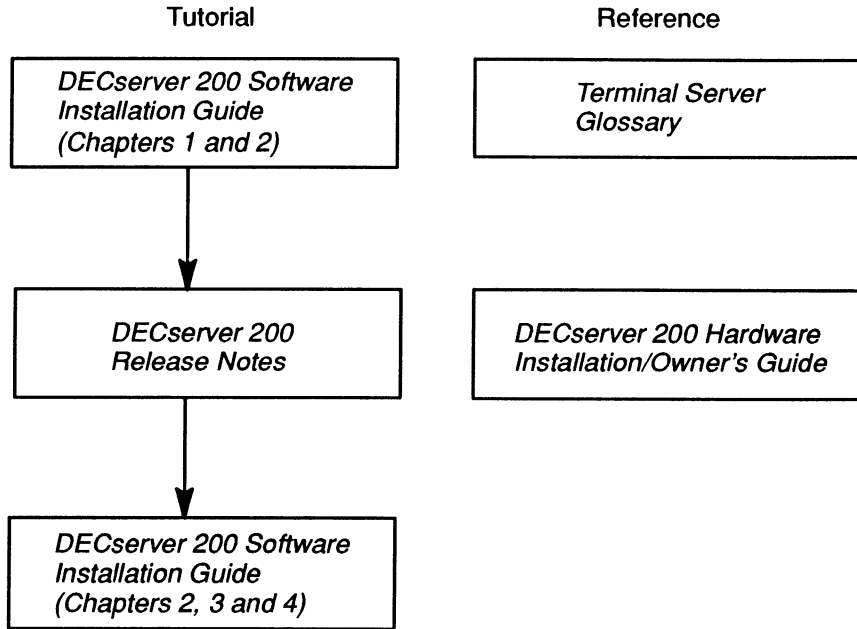 Tutorial
Reference
DECserver 200 Software
Installation Guide
(Chapters 1 and 2)
Terminal Server
Glossary
DECserver 200
Release Notes
DECserver 200 Hardware
Installation/Owner's Guide
DECserver 200 Software
Installation Guide
(Chapters 2, 3 and 4)